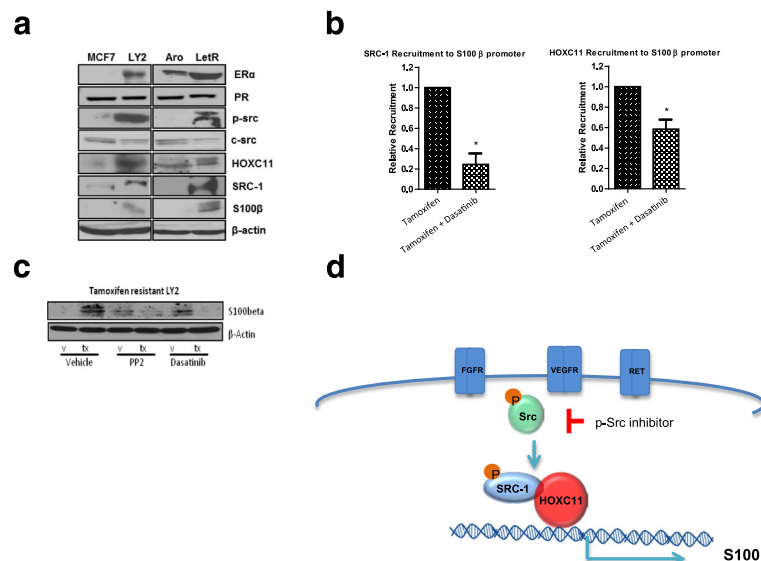 a
MCF7 LY2 Aro LetR
ERα
PR
p-src
c-src
HOXC11
SRC-1
S100β
β-actin
b
SRC-1 Recruitment to S100 β promoter
Relative Recruitment
1.2
1.0
0.8
0.6
0.4
0.2
0.0
*
Tamoxifen
Tamoxifen + Dasatinib
HOXC11 Recruitment to S100 β promoter
Relative Recruitment
1.2
1.0
0.8
0.6
0.4
0.2
0.0
*
Tamoxifen
Tamoxifen + Dasatinib
c
Tamoxifen resistant LY2
S100beta
β-Actin
v tx v tx v tx
Vehicle PP2 Dasatinib
d
FGFR VEGFR RET
P
Src
p-Src inhibitor
P
SRC-1
HOXC11
S100